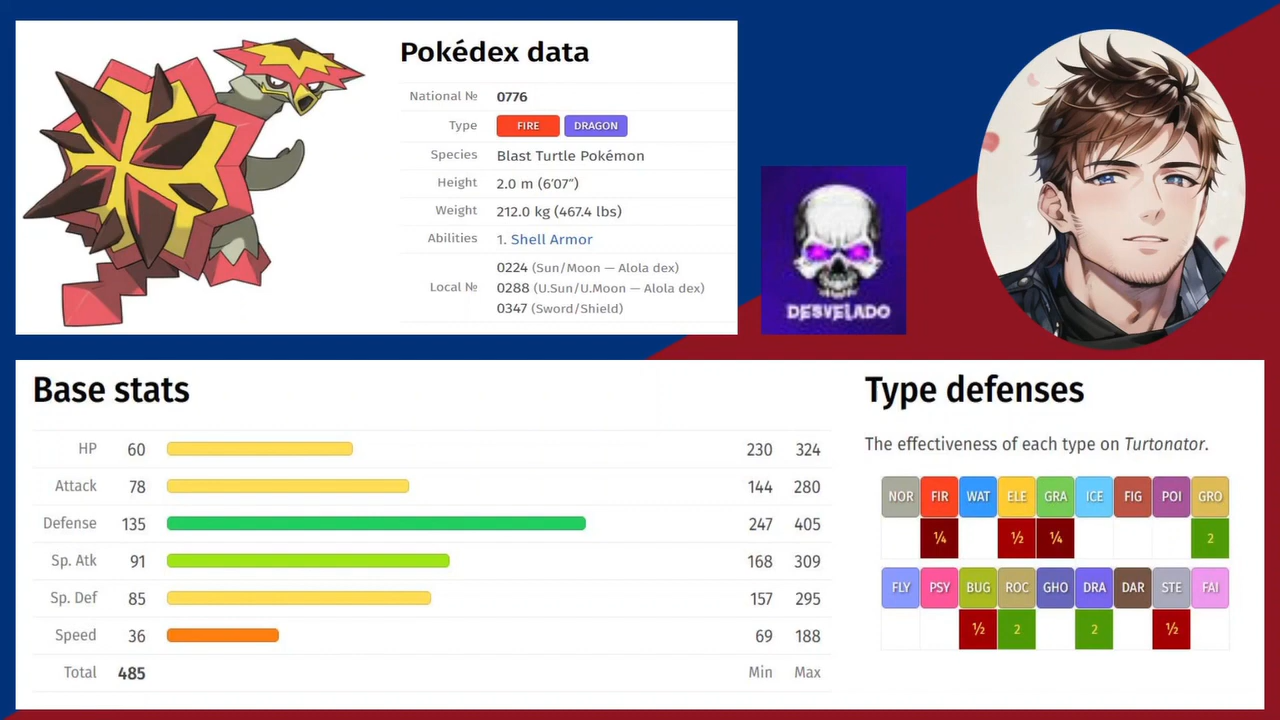 Pokédex data
National № 0776
Type FIRE DRAGON
Species Blast Turtle Pokémon
Height 2.0 m (6′07″)
Weight 212.0 kg (467.4 lbs)
Abilities 1. Shell Armor
0224 (Sun/Moon — Alola dex)
Local № 0288 (U.Sun/U.Moon — Alola dex)
0347 (Sword/Shield)
DESVELADO
Base stats
HP 60 230 324
Attack 78 144 280
Defense 135 247 405
Sp. Atk 91 168 309
Sp. Def 85 157 295
Speed 36 69 188
Total 485 Min Max
Type defenses
The effectiveness of each type on Turtonator.
NOR FIR WAT ELE GRA ICE FIG POI GRO
¼ ½ ¼ 2
FLY PSY BUG ROC GHO DRA DAR STE FAI
½ 2 2 ½